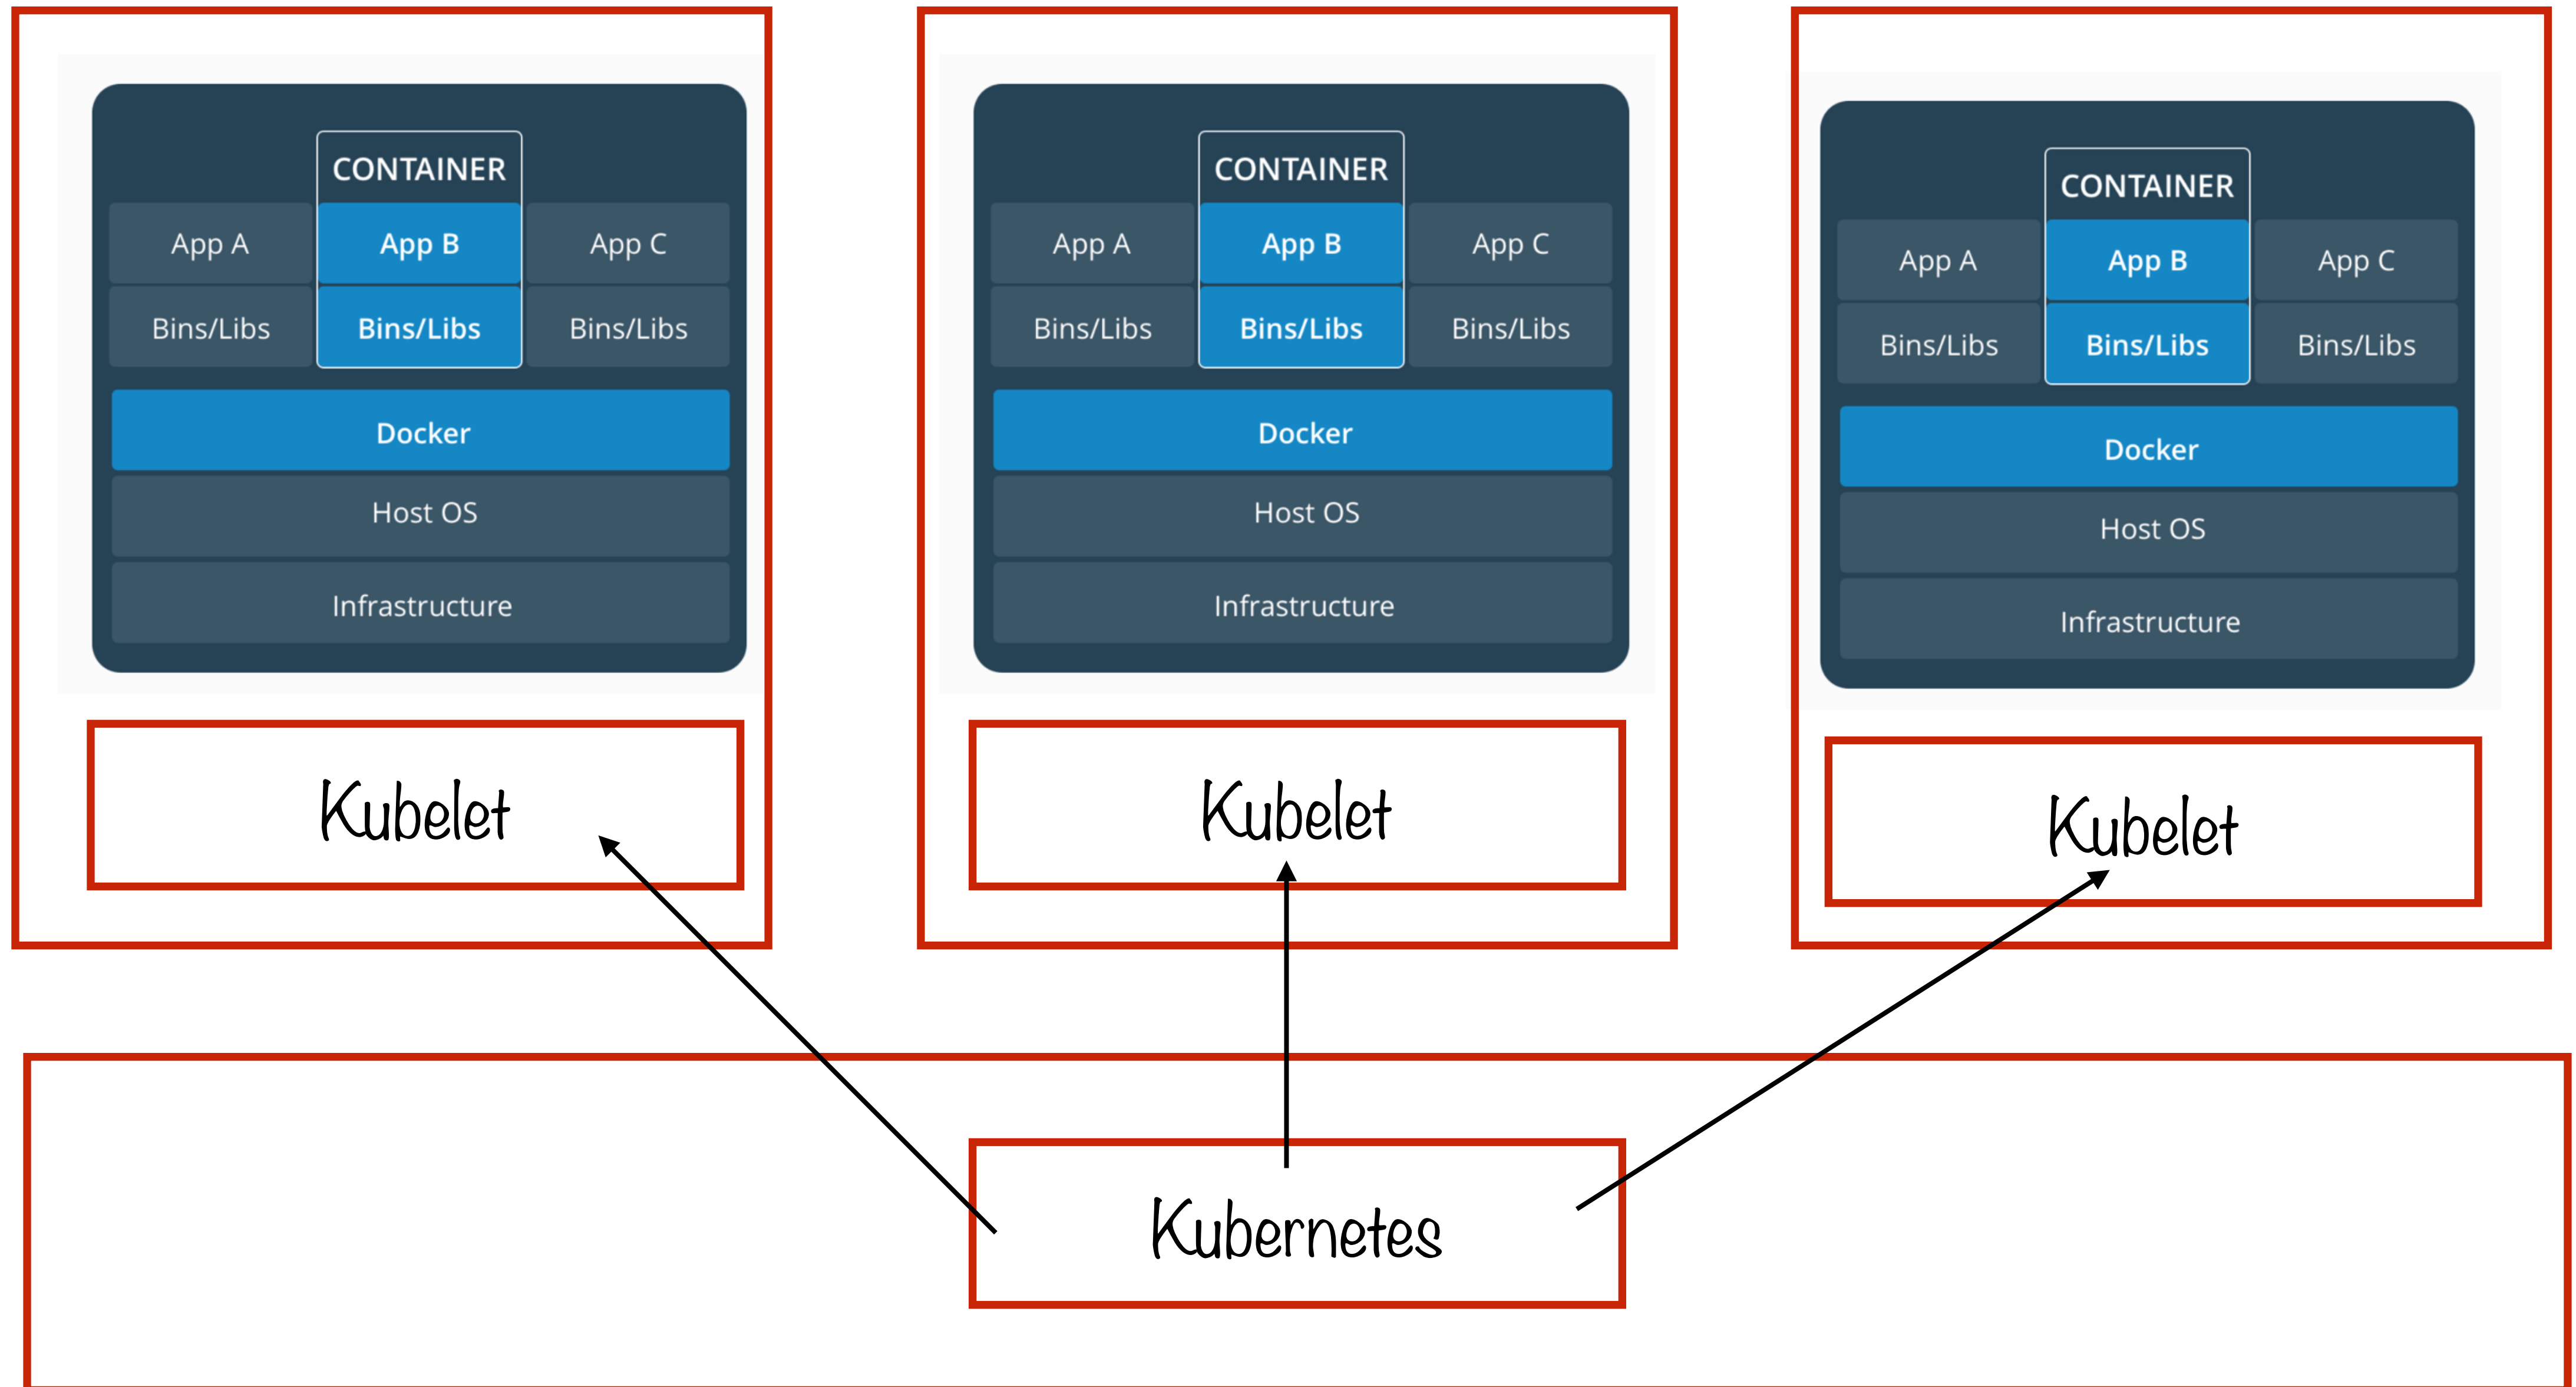 CONTAINER
App A
App B
App C
Bins/Libs
Bins/Libs
Bins/Libs
Docker
Host OS
Infrastructure
Kubelet
CONTAINER
App A
App B
App C
Bins/Libs
Bins/Libs
Bins/Libs
Docker
Host OS
Infrastructure
Kubelet
CONTAINER
App A
App B
App C
Bins/Libs
Bins/Libs
Bins/Libs
Docker
Host OS
Infrastructure
Kubelet
Kubernetes